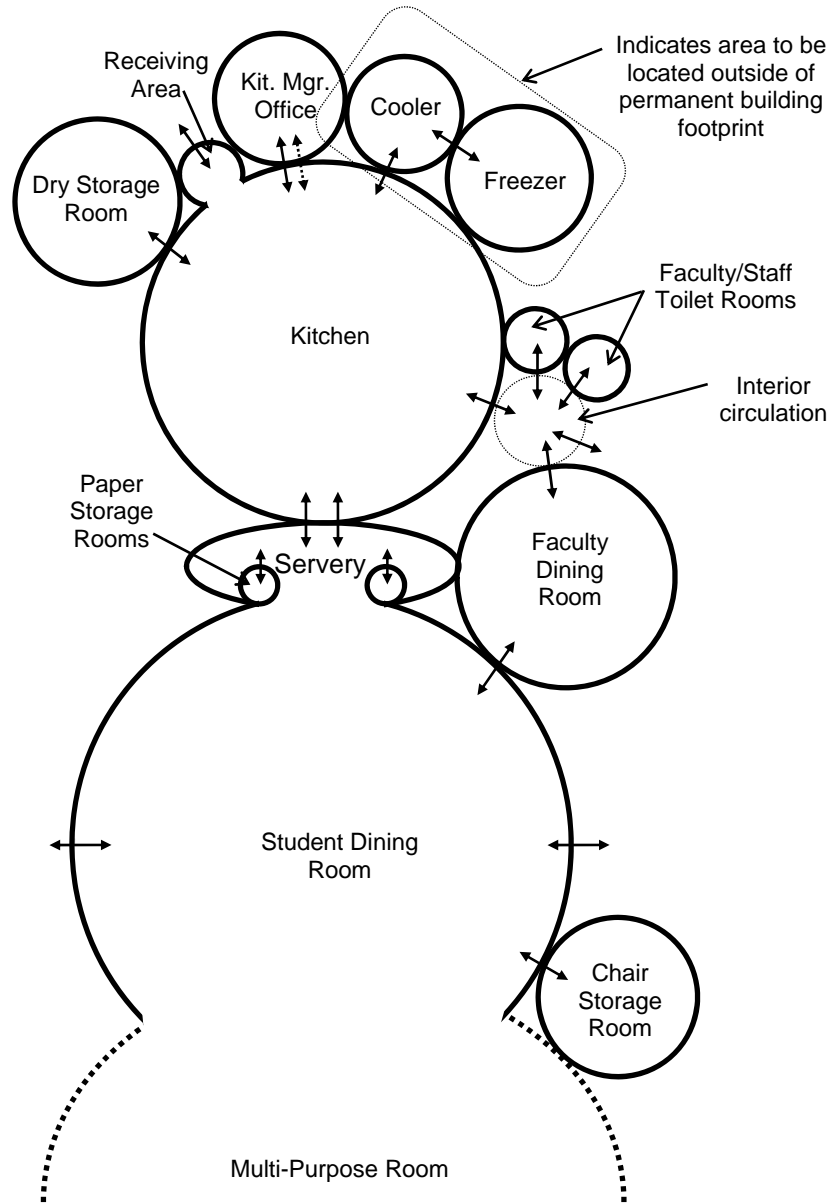 Indicates area to be
located outside of
permanent building
footprint
Receiving
Area
Kit. Mgr.
Office
Cooler
Freezer
Dry Storage
Room
Faculty/Staff
Toilet Rooms
Kitchen
Interior
circulation
Paper
Storage
Rooms
Servery
Faculty
Dining
Room
Student Dining
Room
Chair
Storage
Room
Multi-Purpose Room